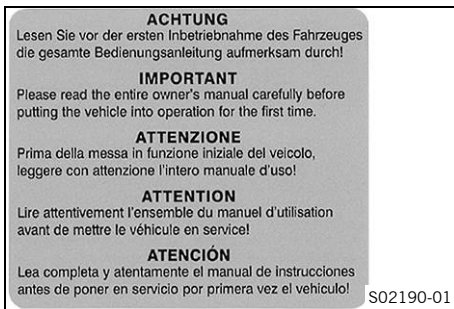 ACHTUNG
Lesen Sie vor der ersten Inbetriebnahme des Fahrzeuges
die gesamte Bedienungsanleitung aufmerksam durch!
IMPORTANT
Please read the entire owner's manual carefully before
putting the vehicle into operation for the first time.
ATTENZIONE
Prima della messa in funzione iniziale del veicolo,
leggere con attenzione l'intero manuale d'uso!
ATTENTION
Lire attentivement l'ensemble du manuel d'utilisation
avant de mettre le véhicule en service!
ATENCIÓN
Lea completa y atentamente el manual de instrucciones
antes de poner en servicio por primera vez el vehiculo!
S02190-01